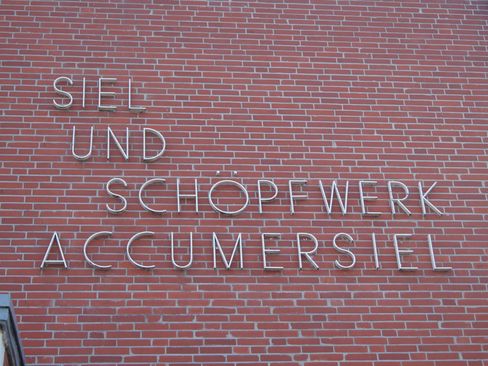 SIEL
UND
SCHÖPFWERK
ACCUMERSIEL